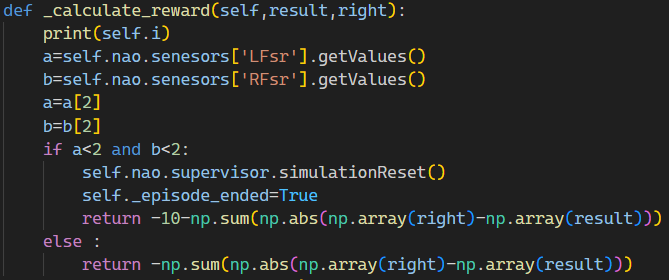 def _calculate_reward(self,result,right):
    print(self.i)
    a=self.nao.senesors['LFsr'].getValues()
    b=self.nao.senesors['RFsr'].getValues()
    a=a[2]
    b=b[2]
    if a<2 and b<2:
        self.nao.supervisor.simulationReset()
        self._episode_ended=True
        return -10-np.sum(np.abs(np.array(right)-np.array(result)))
    else :
        return -np.sum(np.abs(np.array(right)-np.array(result)))